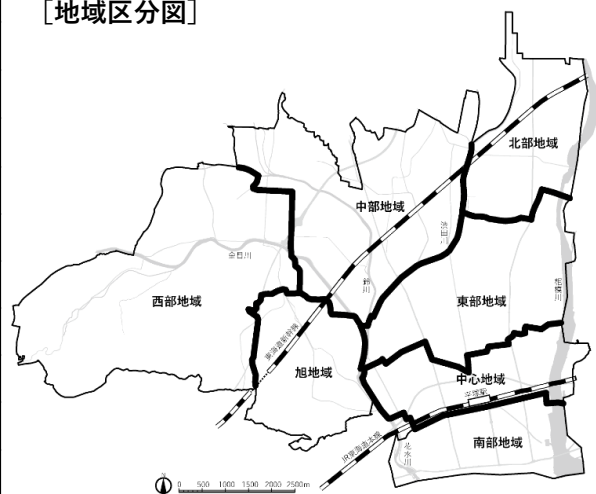 ［地域区分図］
北部地域
中部地域
金目川
鈴川
相模川
西部地域
東部地域
東海道新幹線
旭地域
中心地域
平塚駅
南部地域
JR東海道本線
花水川
N
0 500 1000 1500 2000 2500m